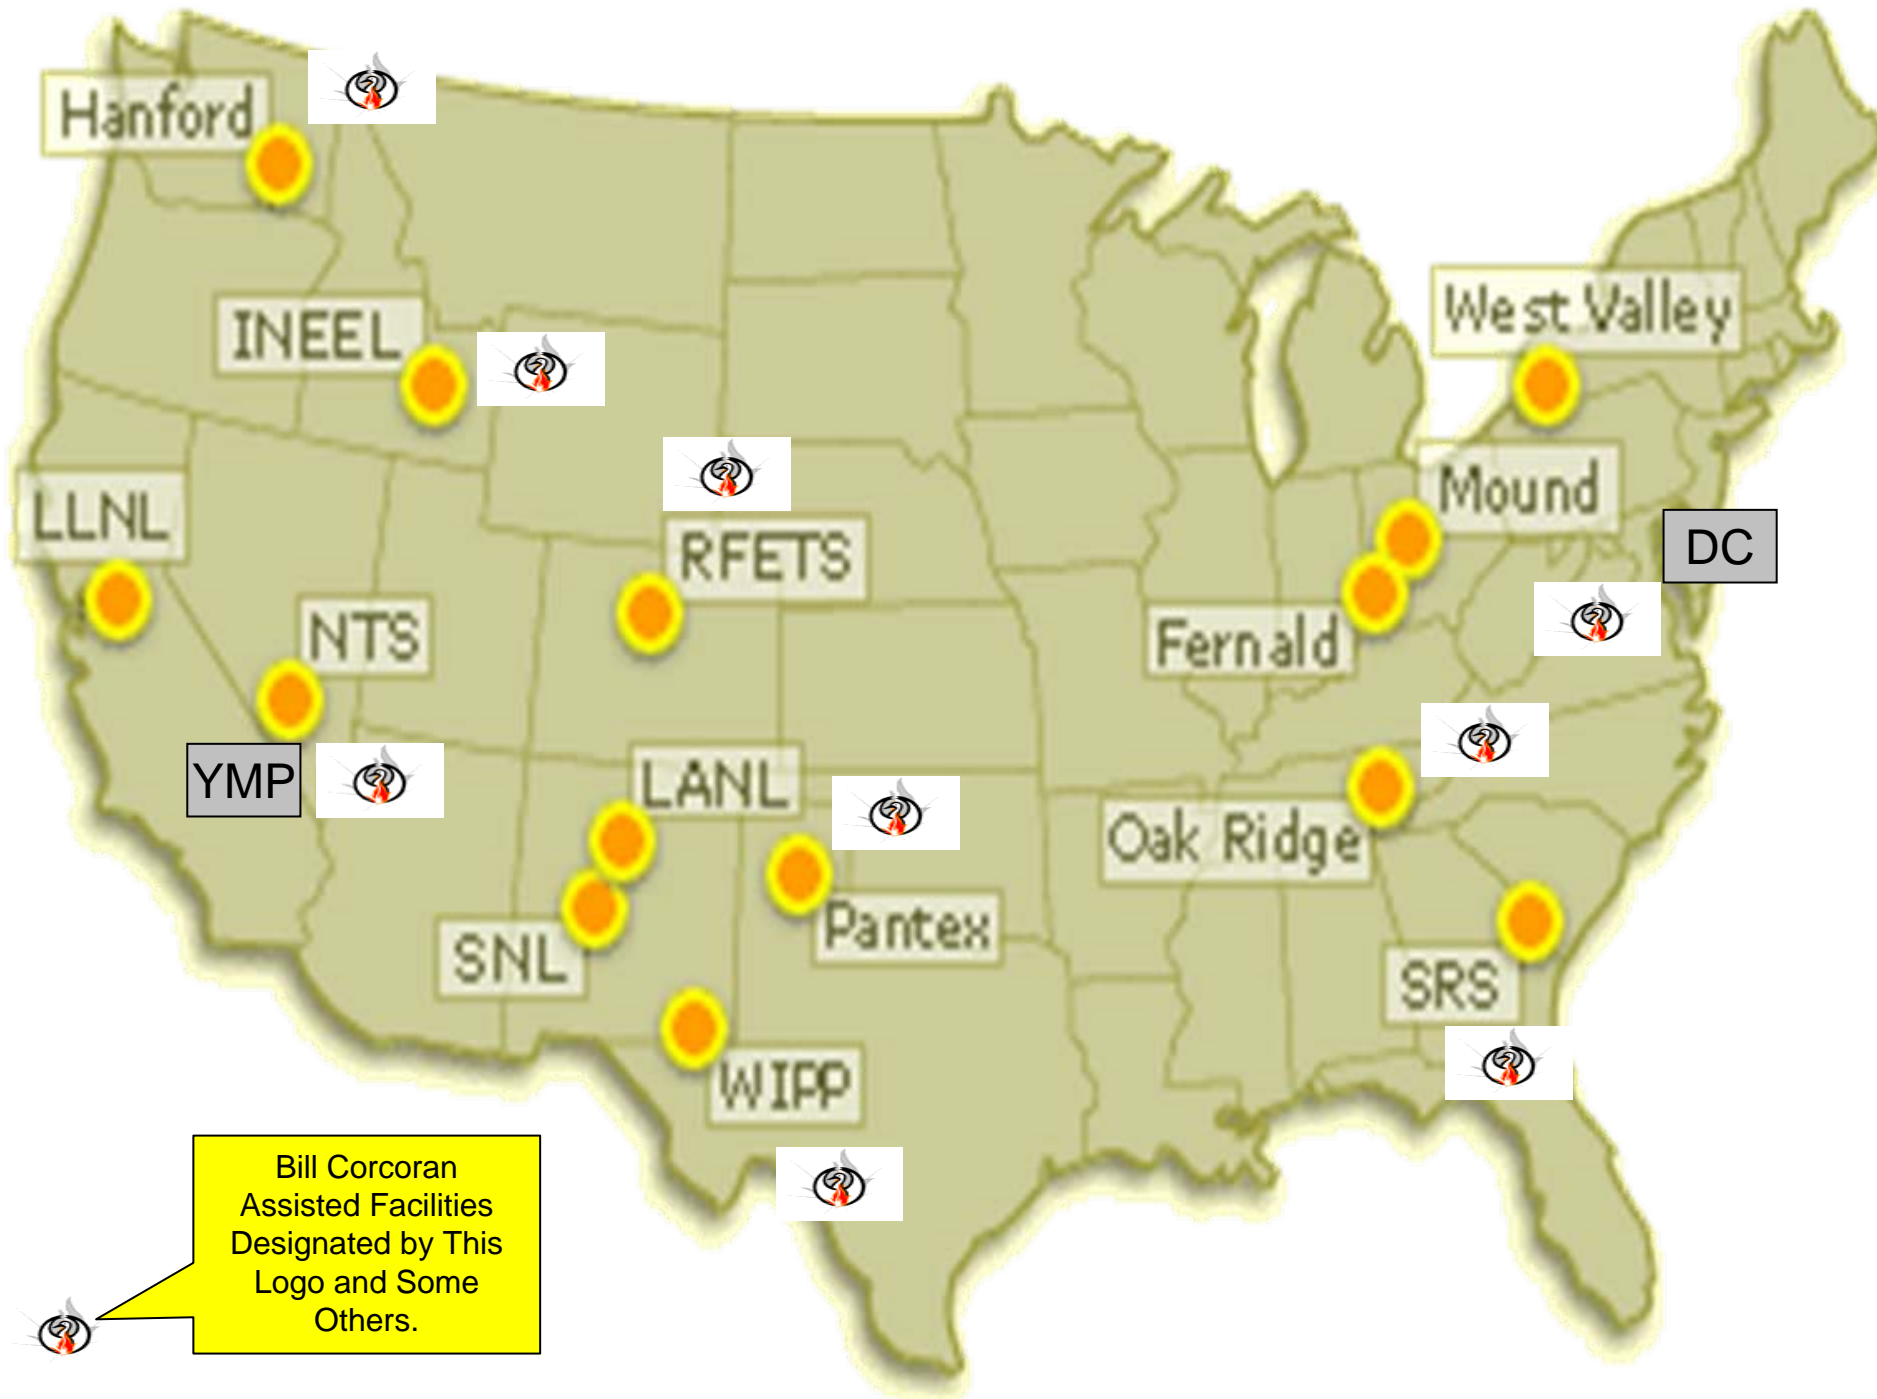 Hanford
INEEL
West Valley
LLNL
RFETS
Mound
DC
NTS
Fernald
YMP
LANL
Oak Ridge
Pantex
SNL
SRS
WIPP
Bill Corcoran
Assisted Facilities
Designated by This
Logo and Some
Others.